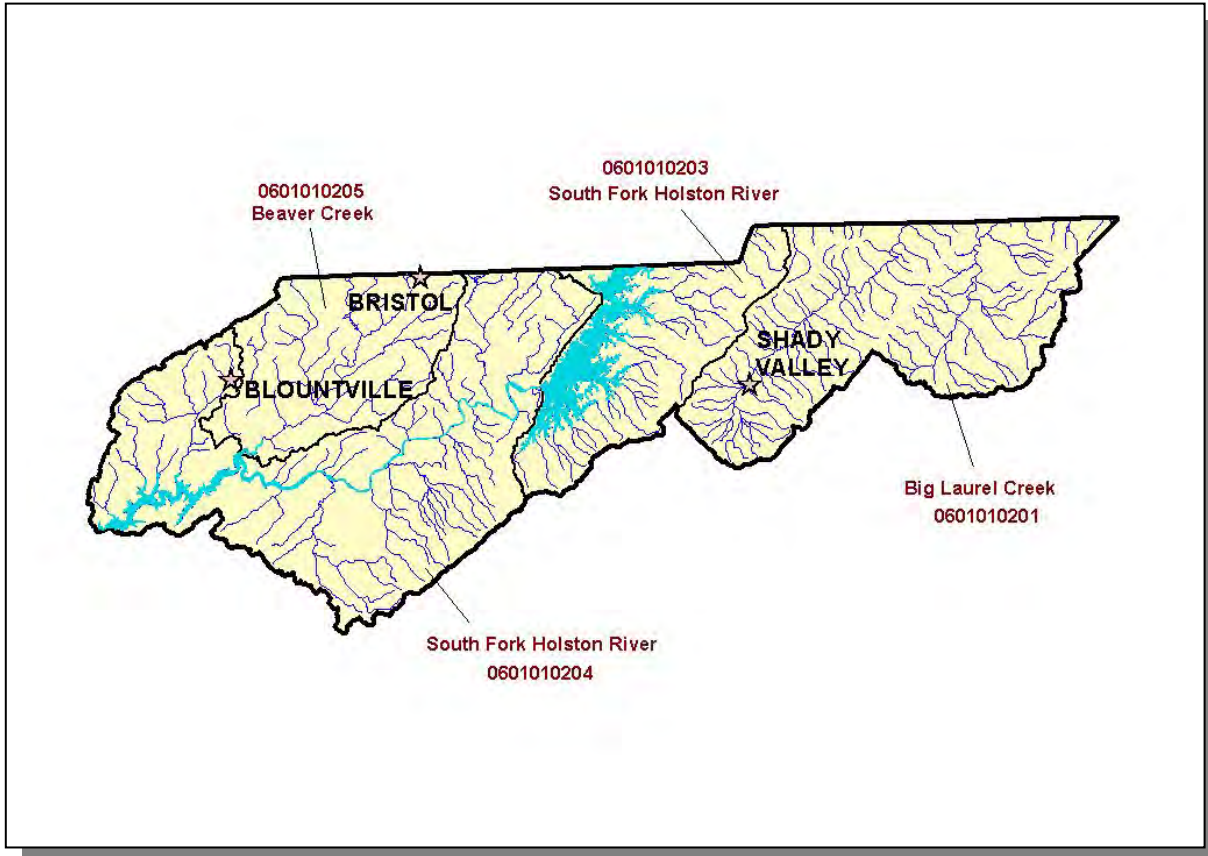 0601010203
South Fork Holston River
0601010205
Beaver Creek
BRISTOL
SHADY
VALLEY
BLOUNTVILLE
Big Laurel Creek
0601010201
South Fork Holston River
0601010204